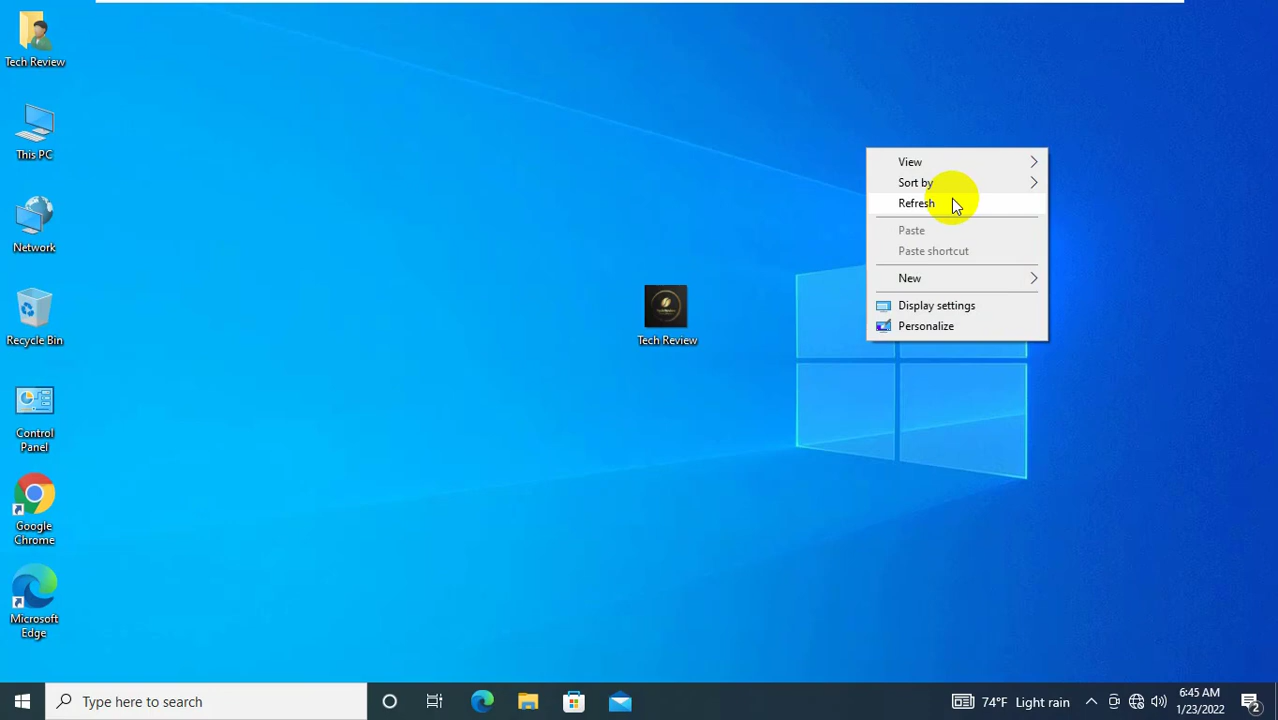 Tech Review
This PC
Network
Recycle Bin
Control
Panel
Google
Chrome
Microsoft
Edge
Tech Review
View
Sort by
Refresh
Paste
Paste shortcut
New
Display settings
Personalize
Type here to search
74°F Light rain
6:45 AM
1/23/2022
2